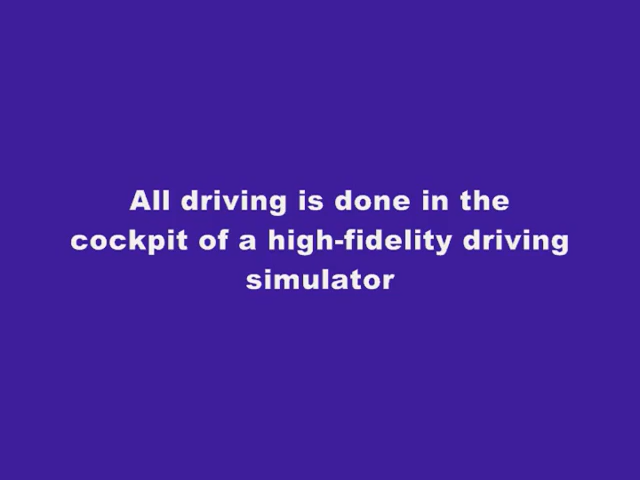 All driving is done in the
cockpit of a high-fidelity driving
simulator